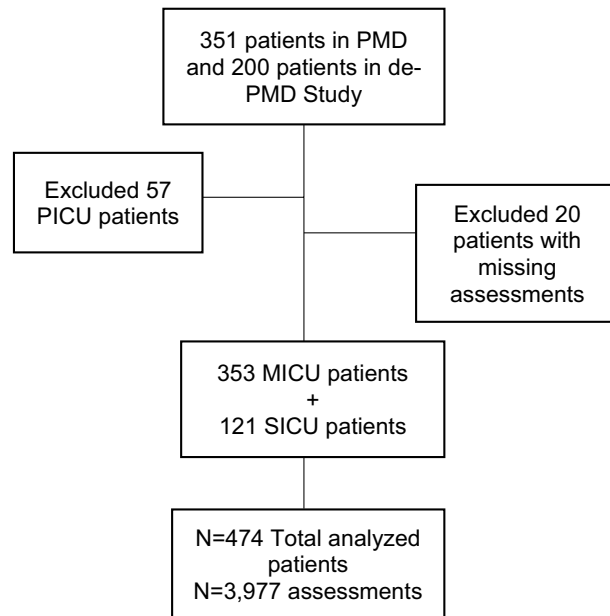 351 patients in PMD
and 200 patients in de-
PMD Study
Excluded 57
PICU patients
Excluded 20
patients with
missing
assessments
353 MICU patients
+
121 SICU patients
N=474 Total analyzed
patients
N=3,977 assessments